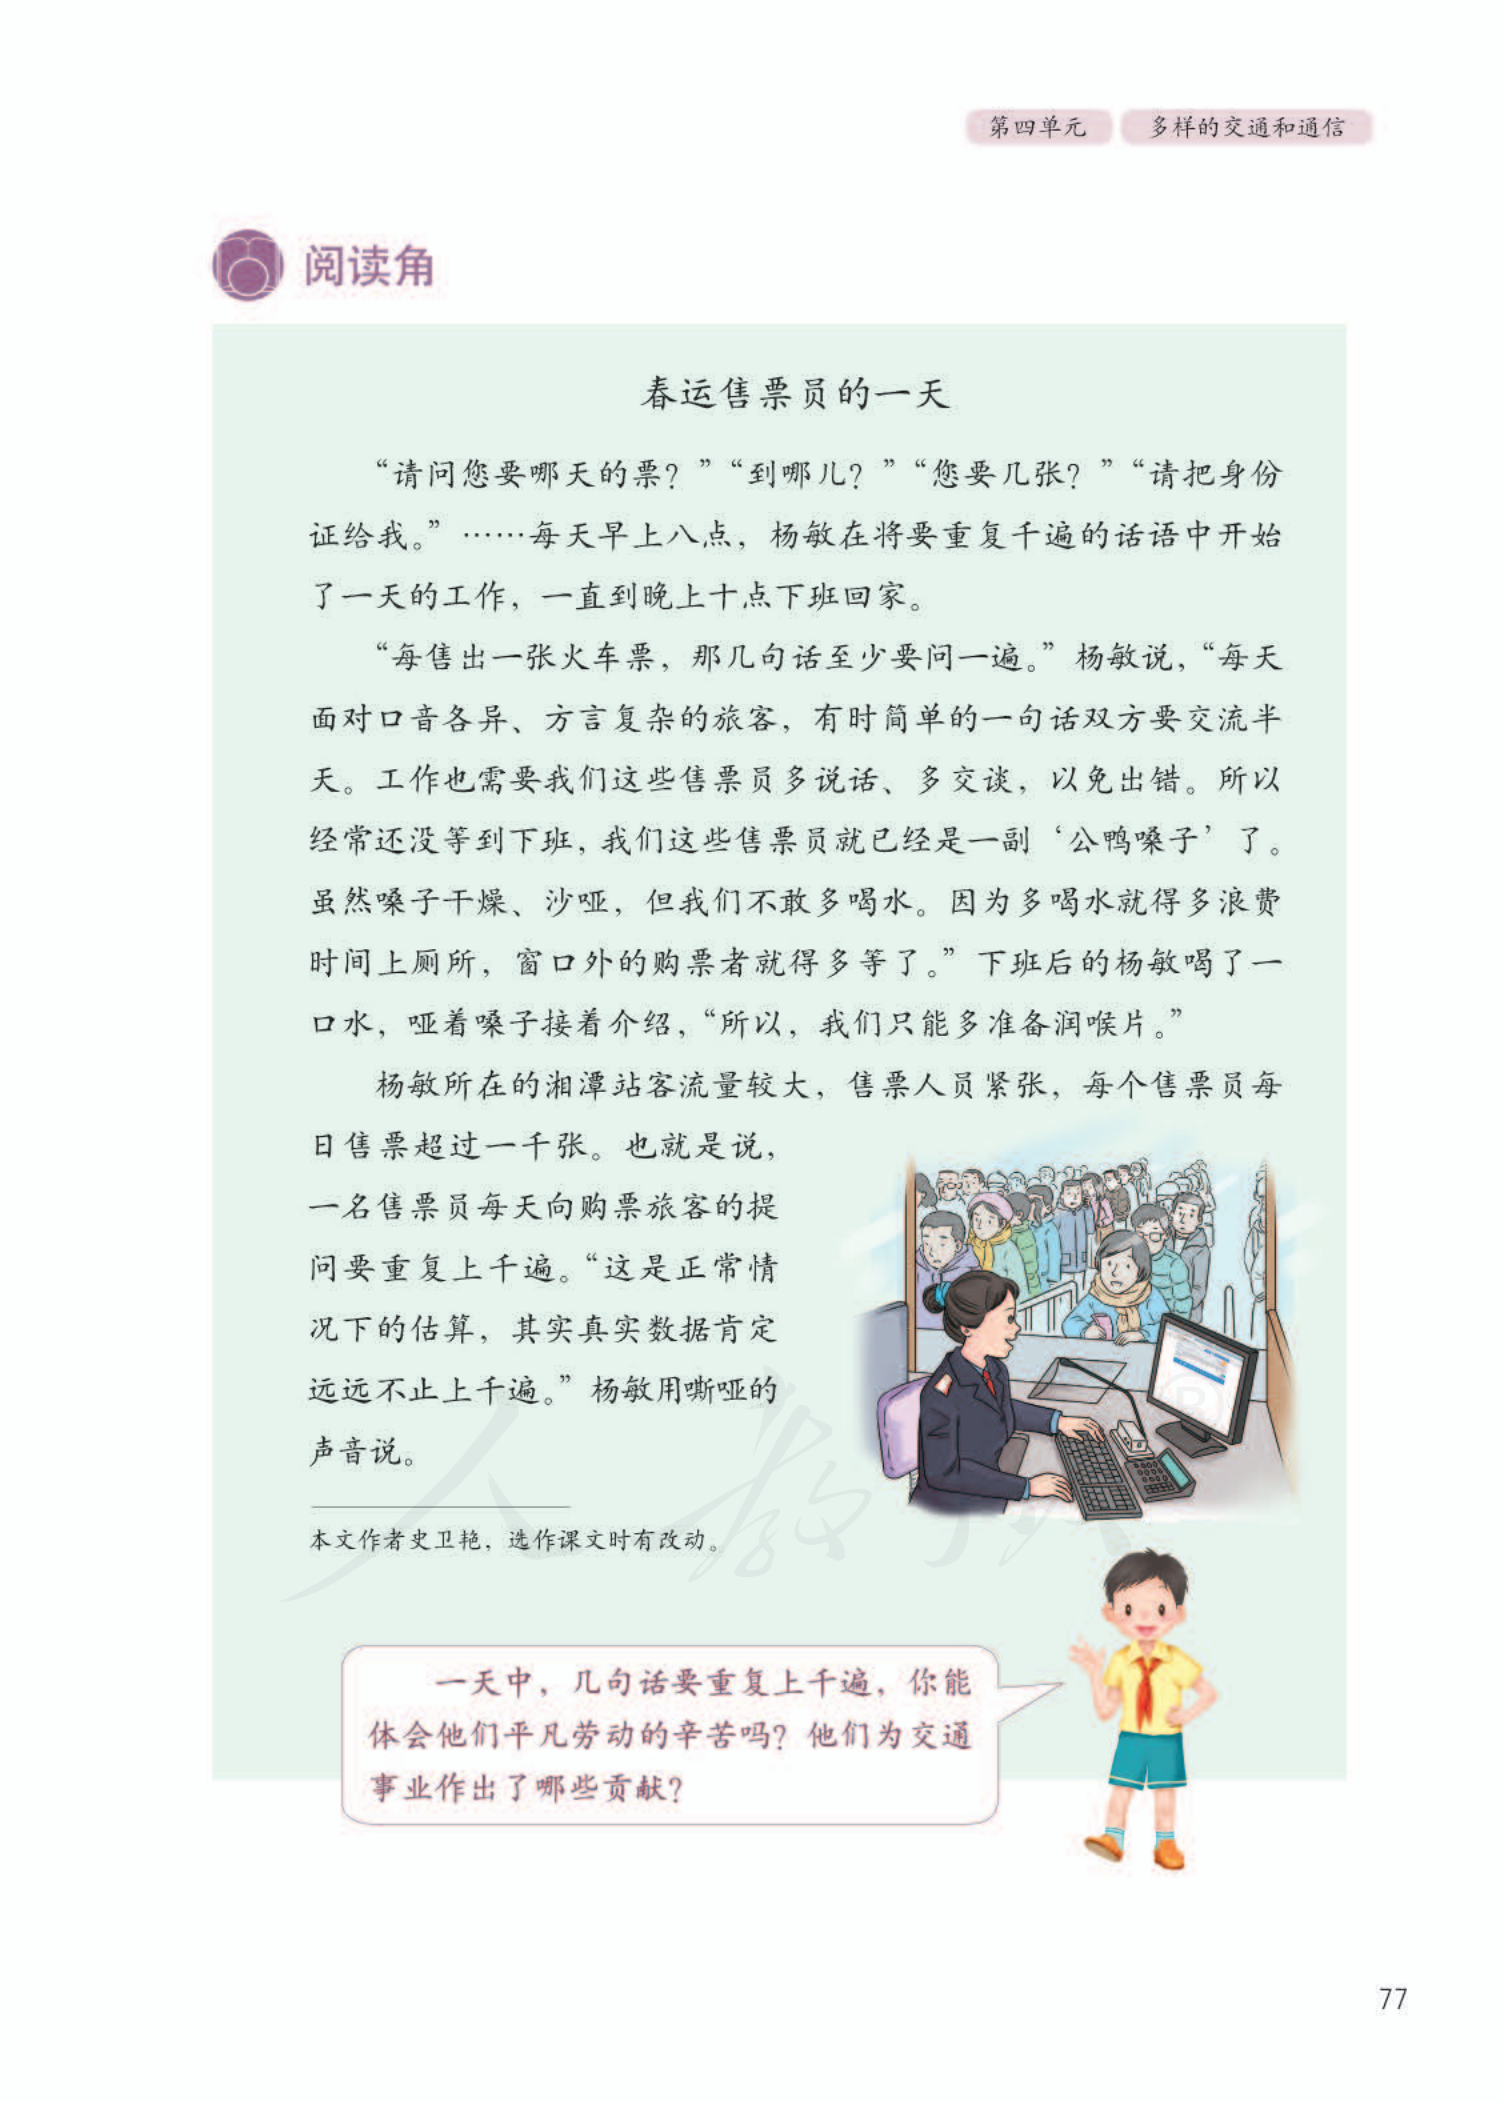 第四单元 多样的交通和通信
阅读角
春运售票员的一天
“请问您要哪天的票？”“到哪儿？”“您要几张？”“请把身份
证给我。”……每天早上八点，杨敏在将要重复千遍的话语中开始
了一天的工作，一直到晚上十点下班回家。
“每售出一张火车票，那几句话至少要问一遍。”杨敏说，“每天
面对口音各异、方言复杂的旅客，有时简单的一句话双方要交流半
天。工作也需要我们这些售票员多说话、多交谈，以免出错。所以
经常还没等到下班，我们这些售票员就已经是一副‘公鸭嗓子’了。
虽然嗓子干燥、沙哑，但我们不敢多喝水。因为多喝水就得多浪费
时间上厕所，窗口外的购票者就得多等了。”下班后的杨敏喝了一
口水，哑着嗓子接着介绍，“所以，我们只能多准备润喉片。”
杨敏所在的湘潭站客流量较大，售票人员紧张，每个售票员每
日售票超过一千张。也就是说，
一名售票员每天向购票旅客的提
问要重复上千遍。“这是正常情
况下的估算，其实真实数据肯定
远远不止上千遍。”杨敏用嘶哑的
声音说。
本文作者史卫艳，选作课文时有改动。
人教版®
一天中，几句话要重复上千遍，你能
体会他们平凡劳动的辛苦吗？他们为交通
事业作出了哪些贡献？
77